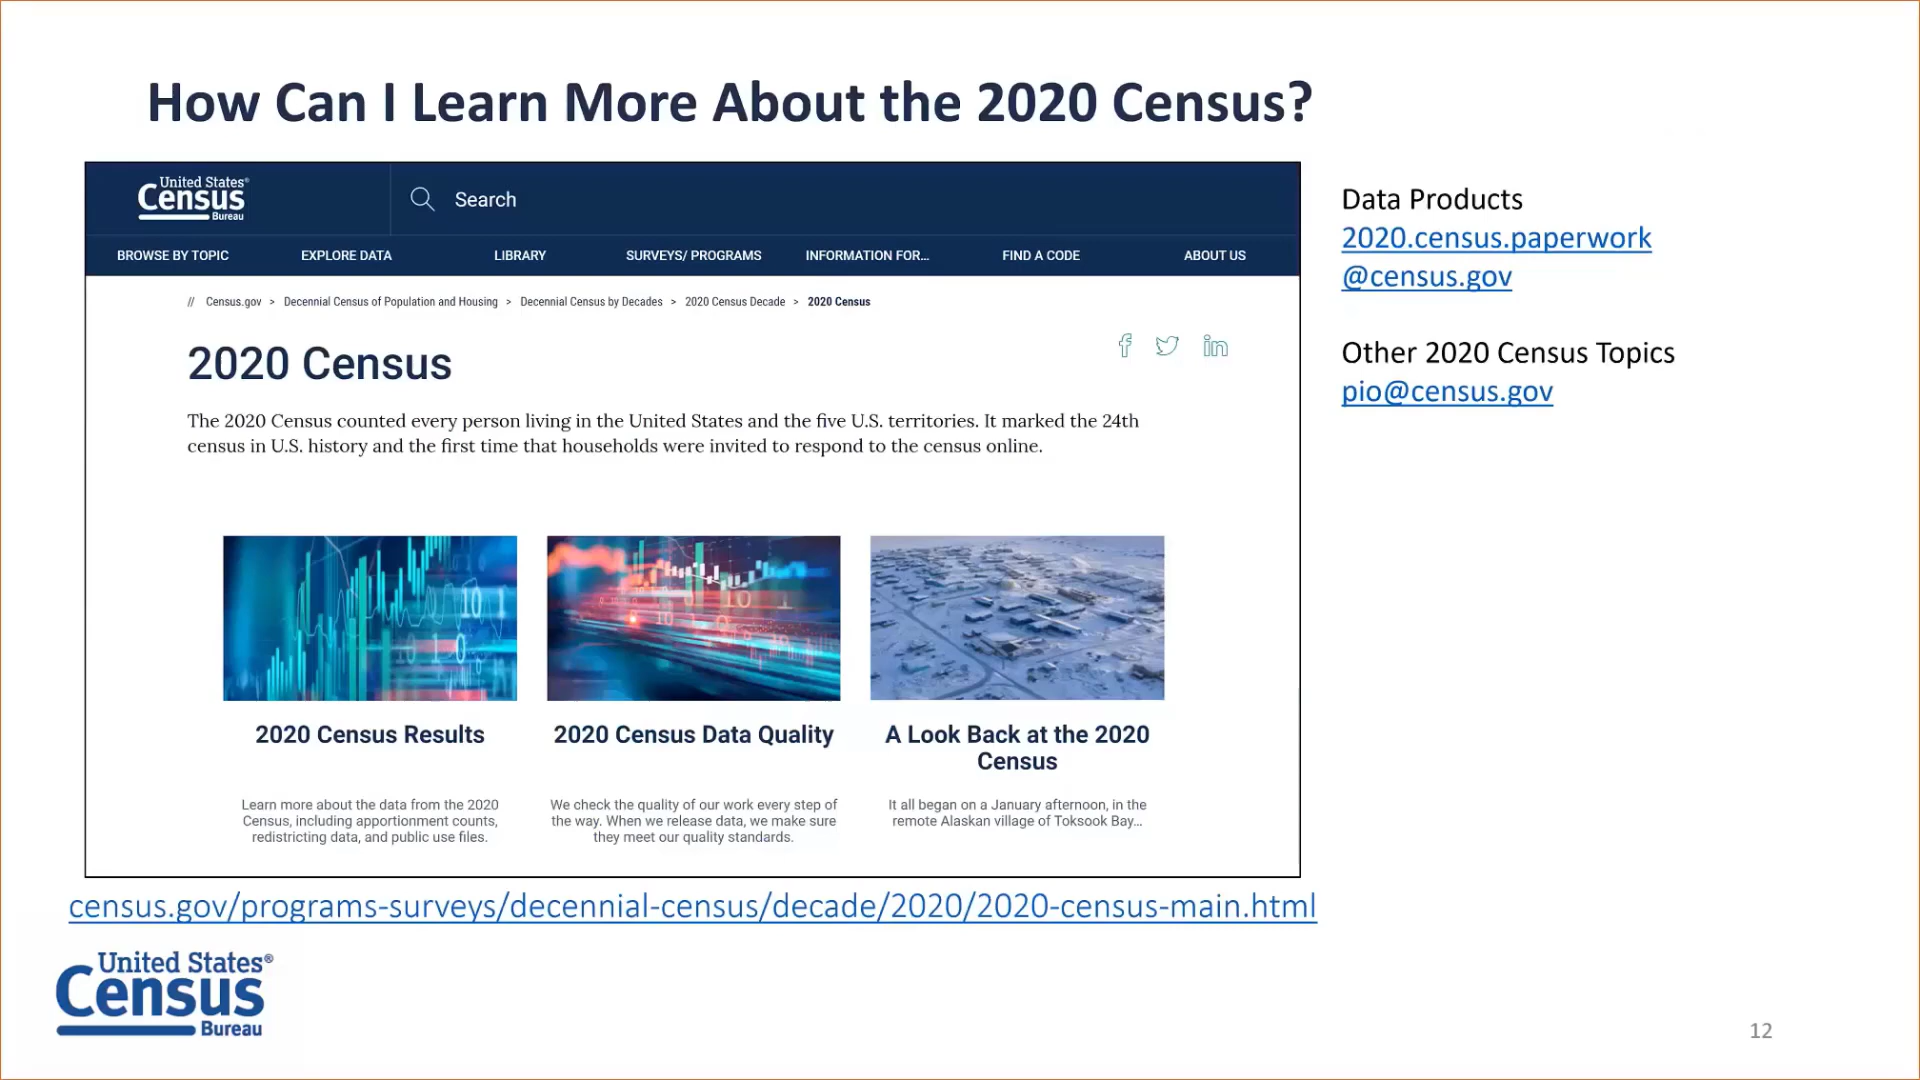 How Can I Learn More About the 2020 Census?
United States®
Census
Bureau
Search
BROWSE BY TOPIC
EXPLORE DATA
LIBRARY
SURVEYS/ PROGRAMS
INFORMATION FOR...
FIND A CODE
ABOUT US
// Census.gov > Decennial Census of Population and Housing > Decennial Census by Decades > 2020 Census Decade > 2020 Census
2020 Census
The 2020 Census counted every person living in the United States and the five U.S. territories. It marked the 24th
census in U.S. history and the first time that households were invited to respond to the census online.
2020 Census Results
Learn more about the data from the 2020
Census, including apportionment counts,
redistricting data, and public use files.
2020 Census Data Quality
We check the quality of our work every step of
the way. When we release data, we make sure
they meet our quality standards.
A Look Back at the 2020
Census
It all began on a January afternoon, in the
remote Alaskan village of Toksook Bay...
Data Products
2020.census.paperwork
@census.gov
Other 2020 Census Topics
pio@census.gov
census.gov/programs-surveys/decennial-census/decade/2020/2020-census-main.html
United States®
Census
Bureau
12